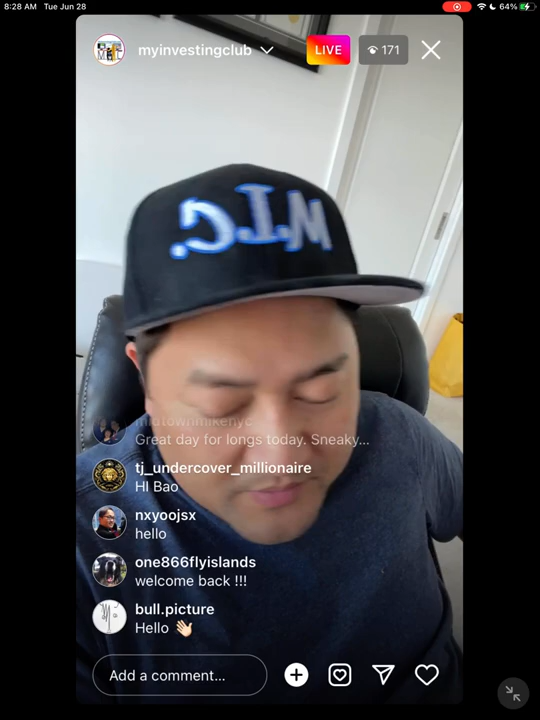 8:28 AM Tue Jun 28
64%
myinvestingclub
LIVE
171
M.I.C.
midtownmikenyc
Great day for longs today. Sneaky...
tj_undercover_millionaire
HI Bao
nxyoojsx
hello
one866flyislands
welcome back !!!
bull.picture
Hello 👋🏻
Add a comment...